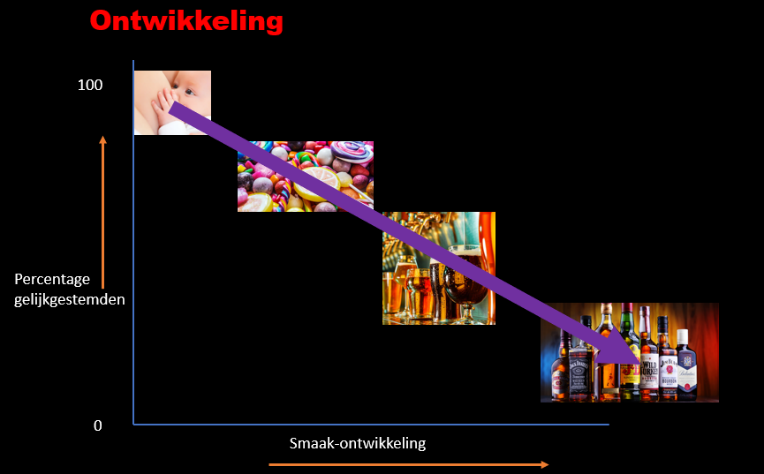 Ontwikkeling
100
Percentage
gelijkgestemden
0
Smaak-ontwikkeling